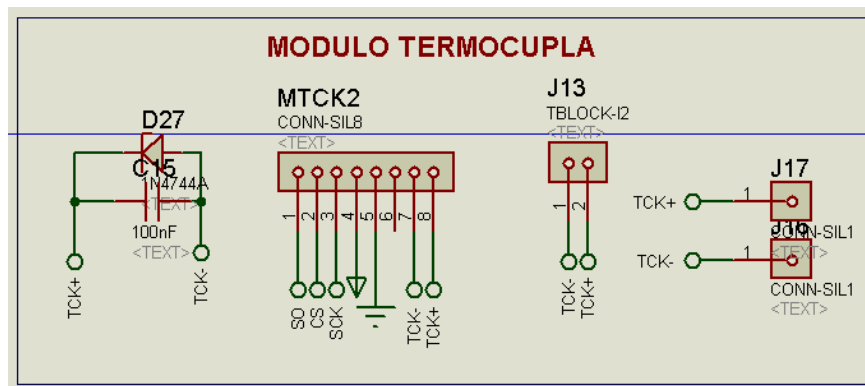 MODULO TERMOCUPLA
D27
C15
1N4744A
<TEXT>
100nF
<TEXT>
TCK+
TCK-
MTCK2
CONN-SIL8
<TEXT>
1
2
3
4
5
6
7
8
SO
CS
SCK
TCK-
TCK+
J13
TBLOCK-I2
<TEXT>
1
2
TCK-
TCK+
J17
TCK+
1
CONN-SIL1
<TEXT>
J16
TCK-
1
CONN-SIL1
<TEXT>